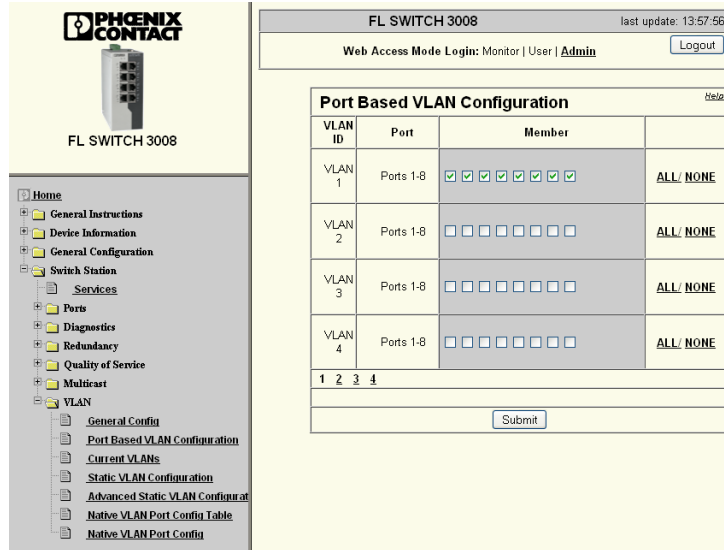 PHŒNIX
CONTACT
FL SWITCH 3008
Home
General Instructions
Device Information
General Configuration
Switch Station
Services
Ports
Diagnostics
Redundancy
Quality of Service
Multicast
VLAN
General Config
Port Based VLAN Configuration
Current VLANs
Static VLAN Configuration
Advanced Static VLAN Configurat
Native VLAN Port Config Table
Native VLAN Port Config
FL SWITCH 3008 last update: 13:57:56
Web Access Mode Login: Monitor | User | Admin Logout
Port Based VLAN Configuration Help
VLAN ID Port Member
VLAN 1 Ports 1-8 ALL/ NONE
VLAN 2 Ports 1-8 ALL/ NONE
VLAN 3 Ports 1-8 ALL/ NONE
VLAN 4 Ports 1-8 ALL/ NONE
1 2 3 4
Submit